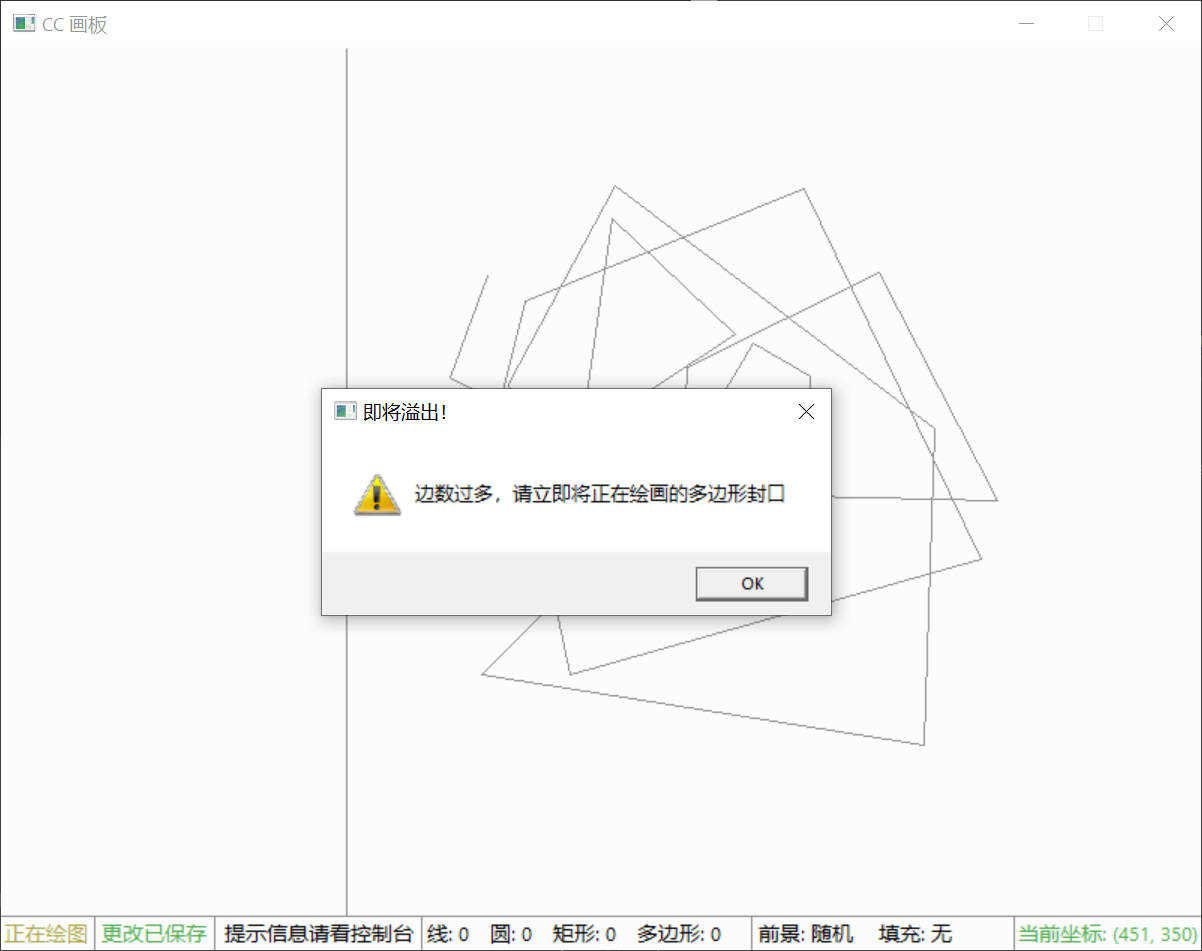 CC 画板
即将溢出!
边数过多，请立即将正在绘画的多边形封口
OK
正在绘图 更改已保存 提示信息请看控制台 线: 0 圆: 0 矩形: 0 多边形: 0 前景: 随机 填充: 无 当前坐标: (451, 350)